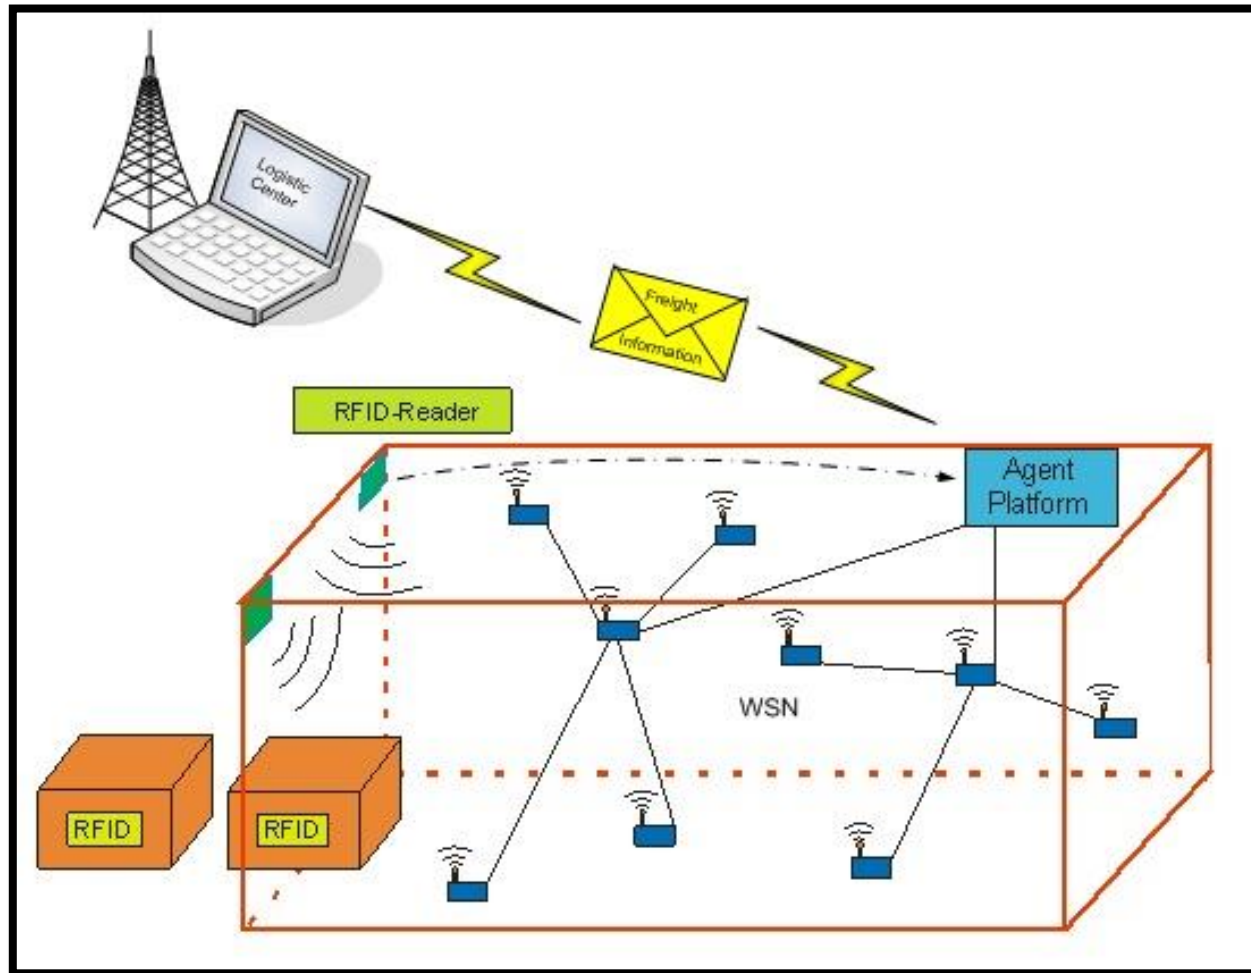 Logistic
Center
Freight
Information
RFID-Reader
Agent
Platform
WSN
RFID
RFID